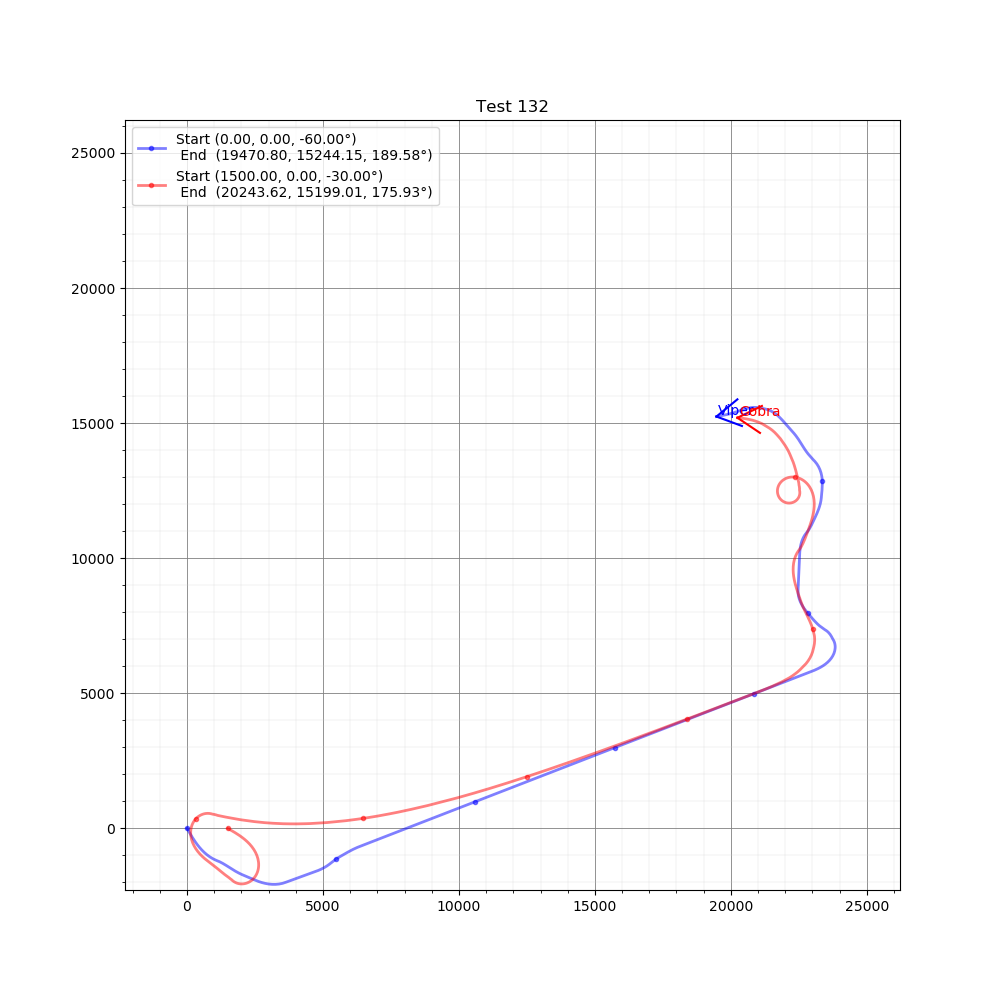 Test 132
Start (0.00, 0.00, -60.00°)
End (19470.80, 15244.15, 189.58°)
Start (1500.00, 0.00, -30.00°)
End (20243.62, 15199.01, 175.93°)
25000
20000
15000
10000
5000
0
Viper
Cobra
0
5000
10000
15000
20000
25000